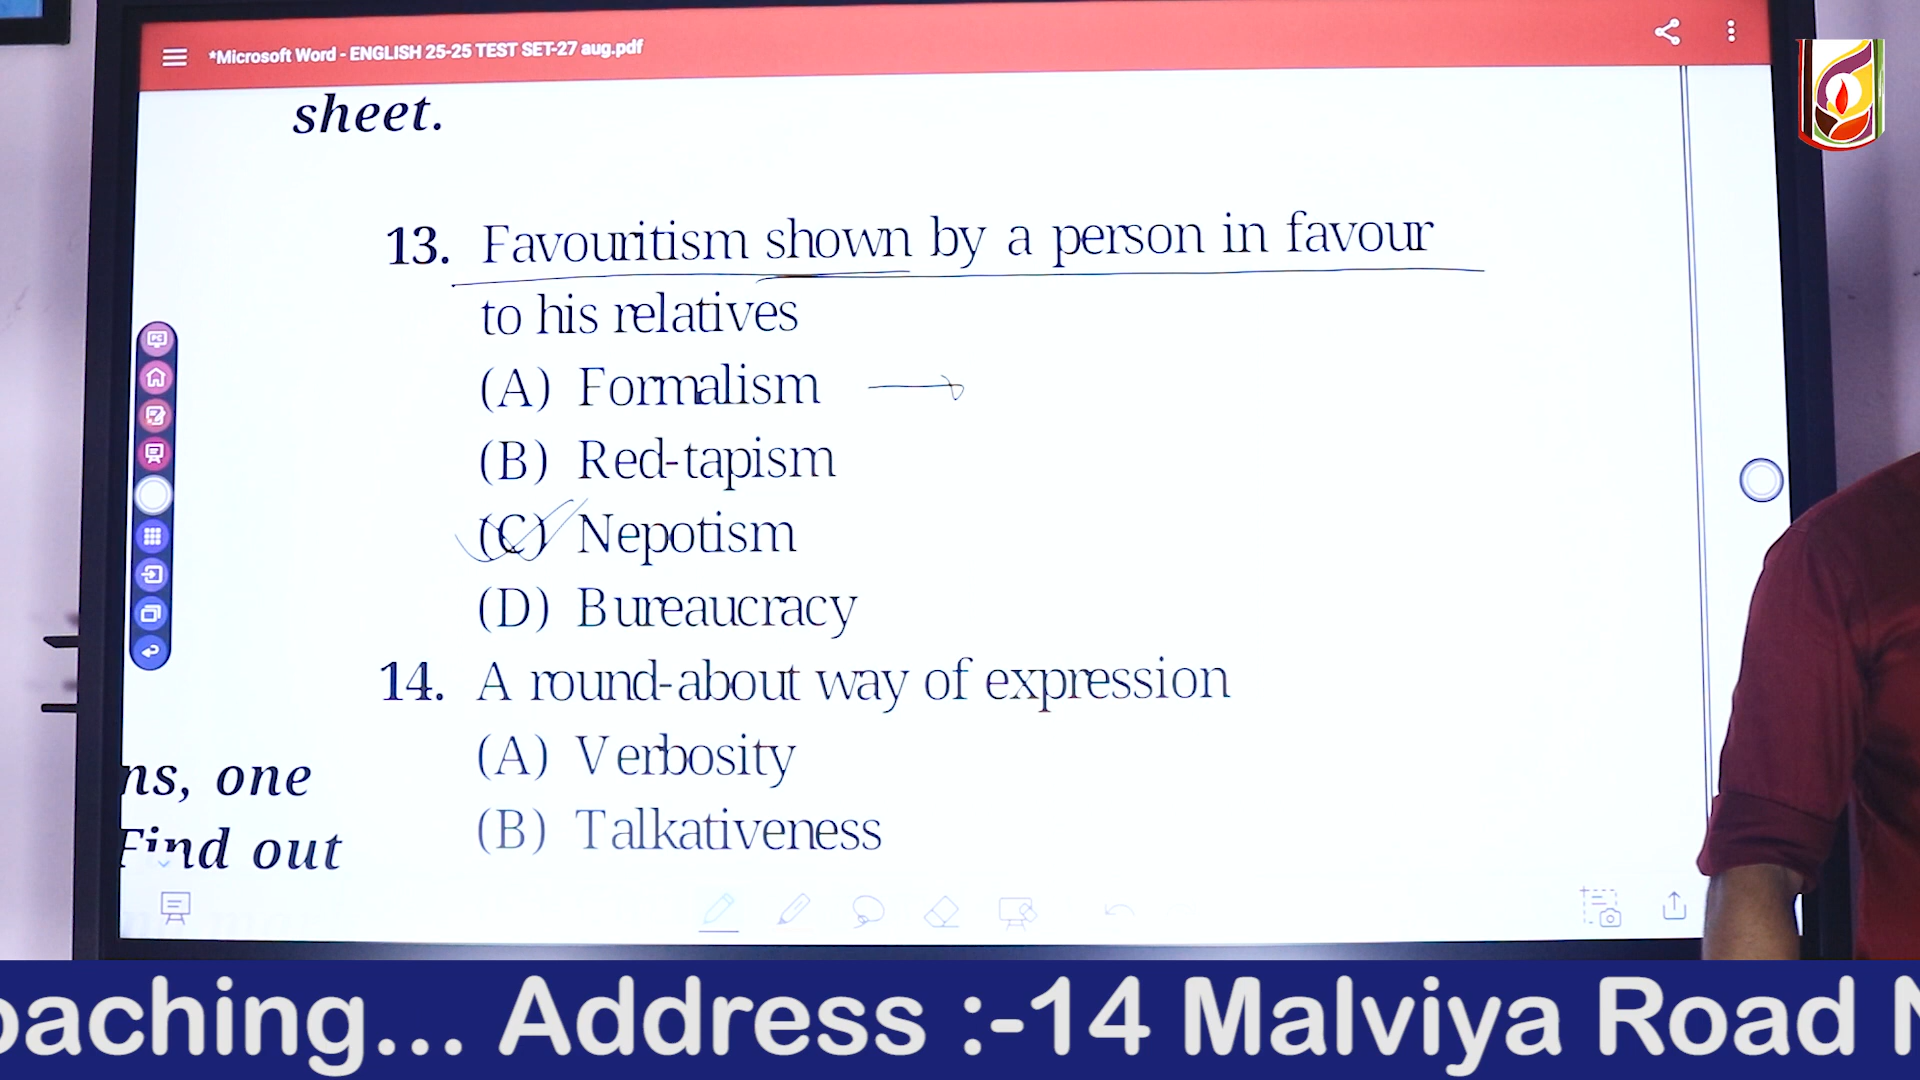 *Microsoft Word - ENGLISH 25-25 TEST SET-27 aug.pdf
sheet.
13. Favouritism shown by a person in favour
to his relatives
(A) Formalism
(B) Red-tapism
(C) Nepotism
(D) Bureaucracy
14. A round-about way of expression
(A) Verbosity
(B) Talkativeness
ns, one
Find out
oaching... Address :-14 Malviya Road N